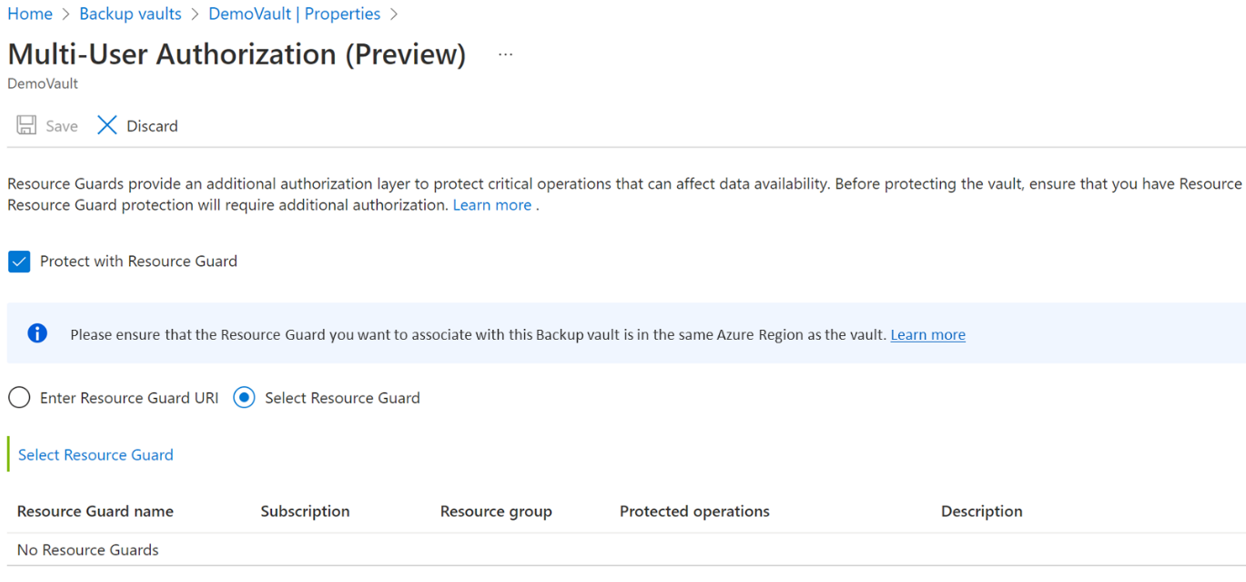 Home > Backup vaults > DemoVault | Properties >
Multi-User Authorization (Preview) ...
DemoVault
Save Discard
Resource Guards provide an additional authorization layer to protect critical operations that can affect data availability. Before protecting the vault, ensure that you have Resource
Resource Guard protection will require additional authorization. Learn more .
Protect with Resource Guard
Please ensure that the Resource Guard you want to associate with this Backup vault is in the same Azure Region as the vault. Learn more
Enter Resource Guard URI Select Resource Guard
Select Resource Guard
Resource Guard name Subscription Resource group Protected operations Description
No Resource Guards